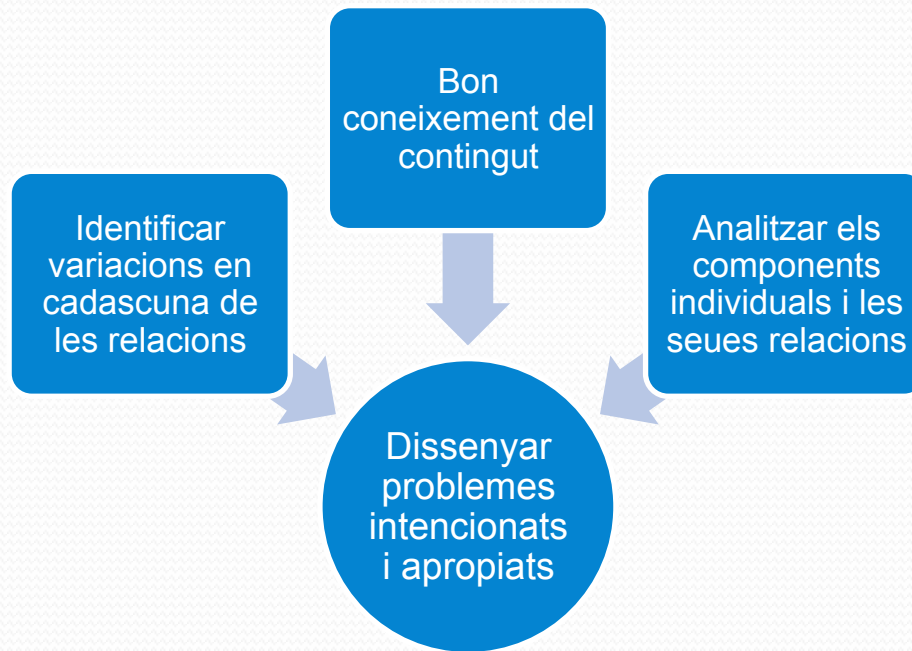 Bon
coneixement del
contingut
Identificar
variacions en
cadascuna de
les relacions
Analitzar els
components
individuals i les
seues relacions
Dissenyar
problemes
intencionats
i apropiats